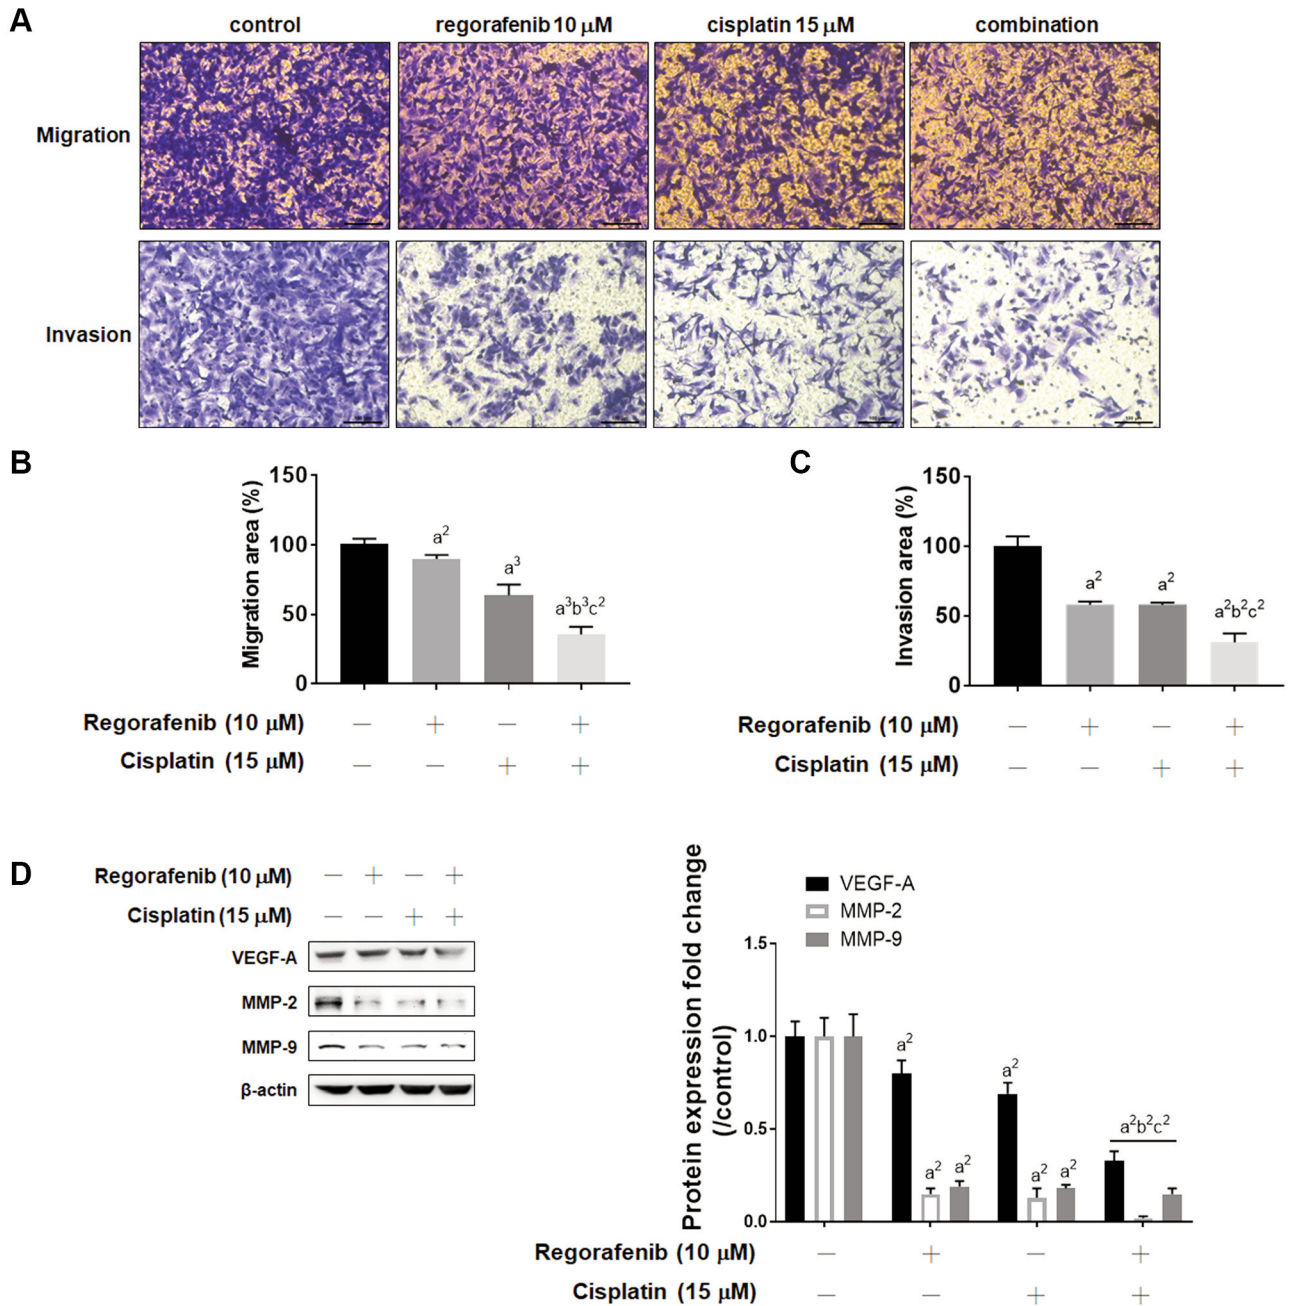 A
control regorafenib 10 µM cisplatin 15 µM combination
Migration
Invasion
B
150
100
50
0
Migration area (%)
a²
a³
a³b³c²
Regorafenib (10 µM) — + — +
Cisplatin (15 µM) — — + +
C
150
100
50
0
Invasion area (%)
a²
a²
a²b²c²
Regorafenib (10 µM) — + — +
Cisplatin (15 µM) — — + +
D
Regorafenib (10 µM) — + — +
Cisplatin (15 µM) — — + +
VEGF-A
MMP-2
MMP-9
β-actin
Protein expression fold change
(/control)
VEGF-A
MMP-2
MMP-9
1.5
1.0
0.5
0.0
a²
a² a²
a²
a² a²
a²b²c²
Regorafenib (10 µM) — + — +
Cisplatin (15 µM) — — + +